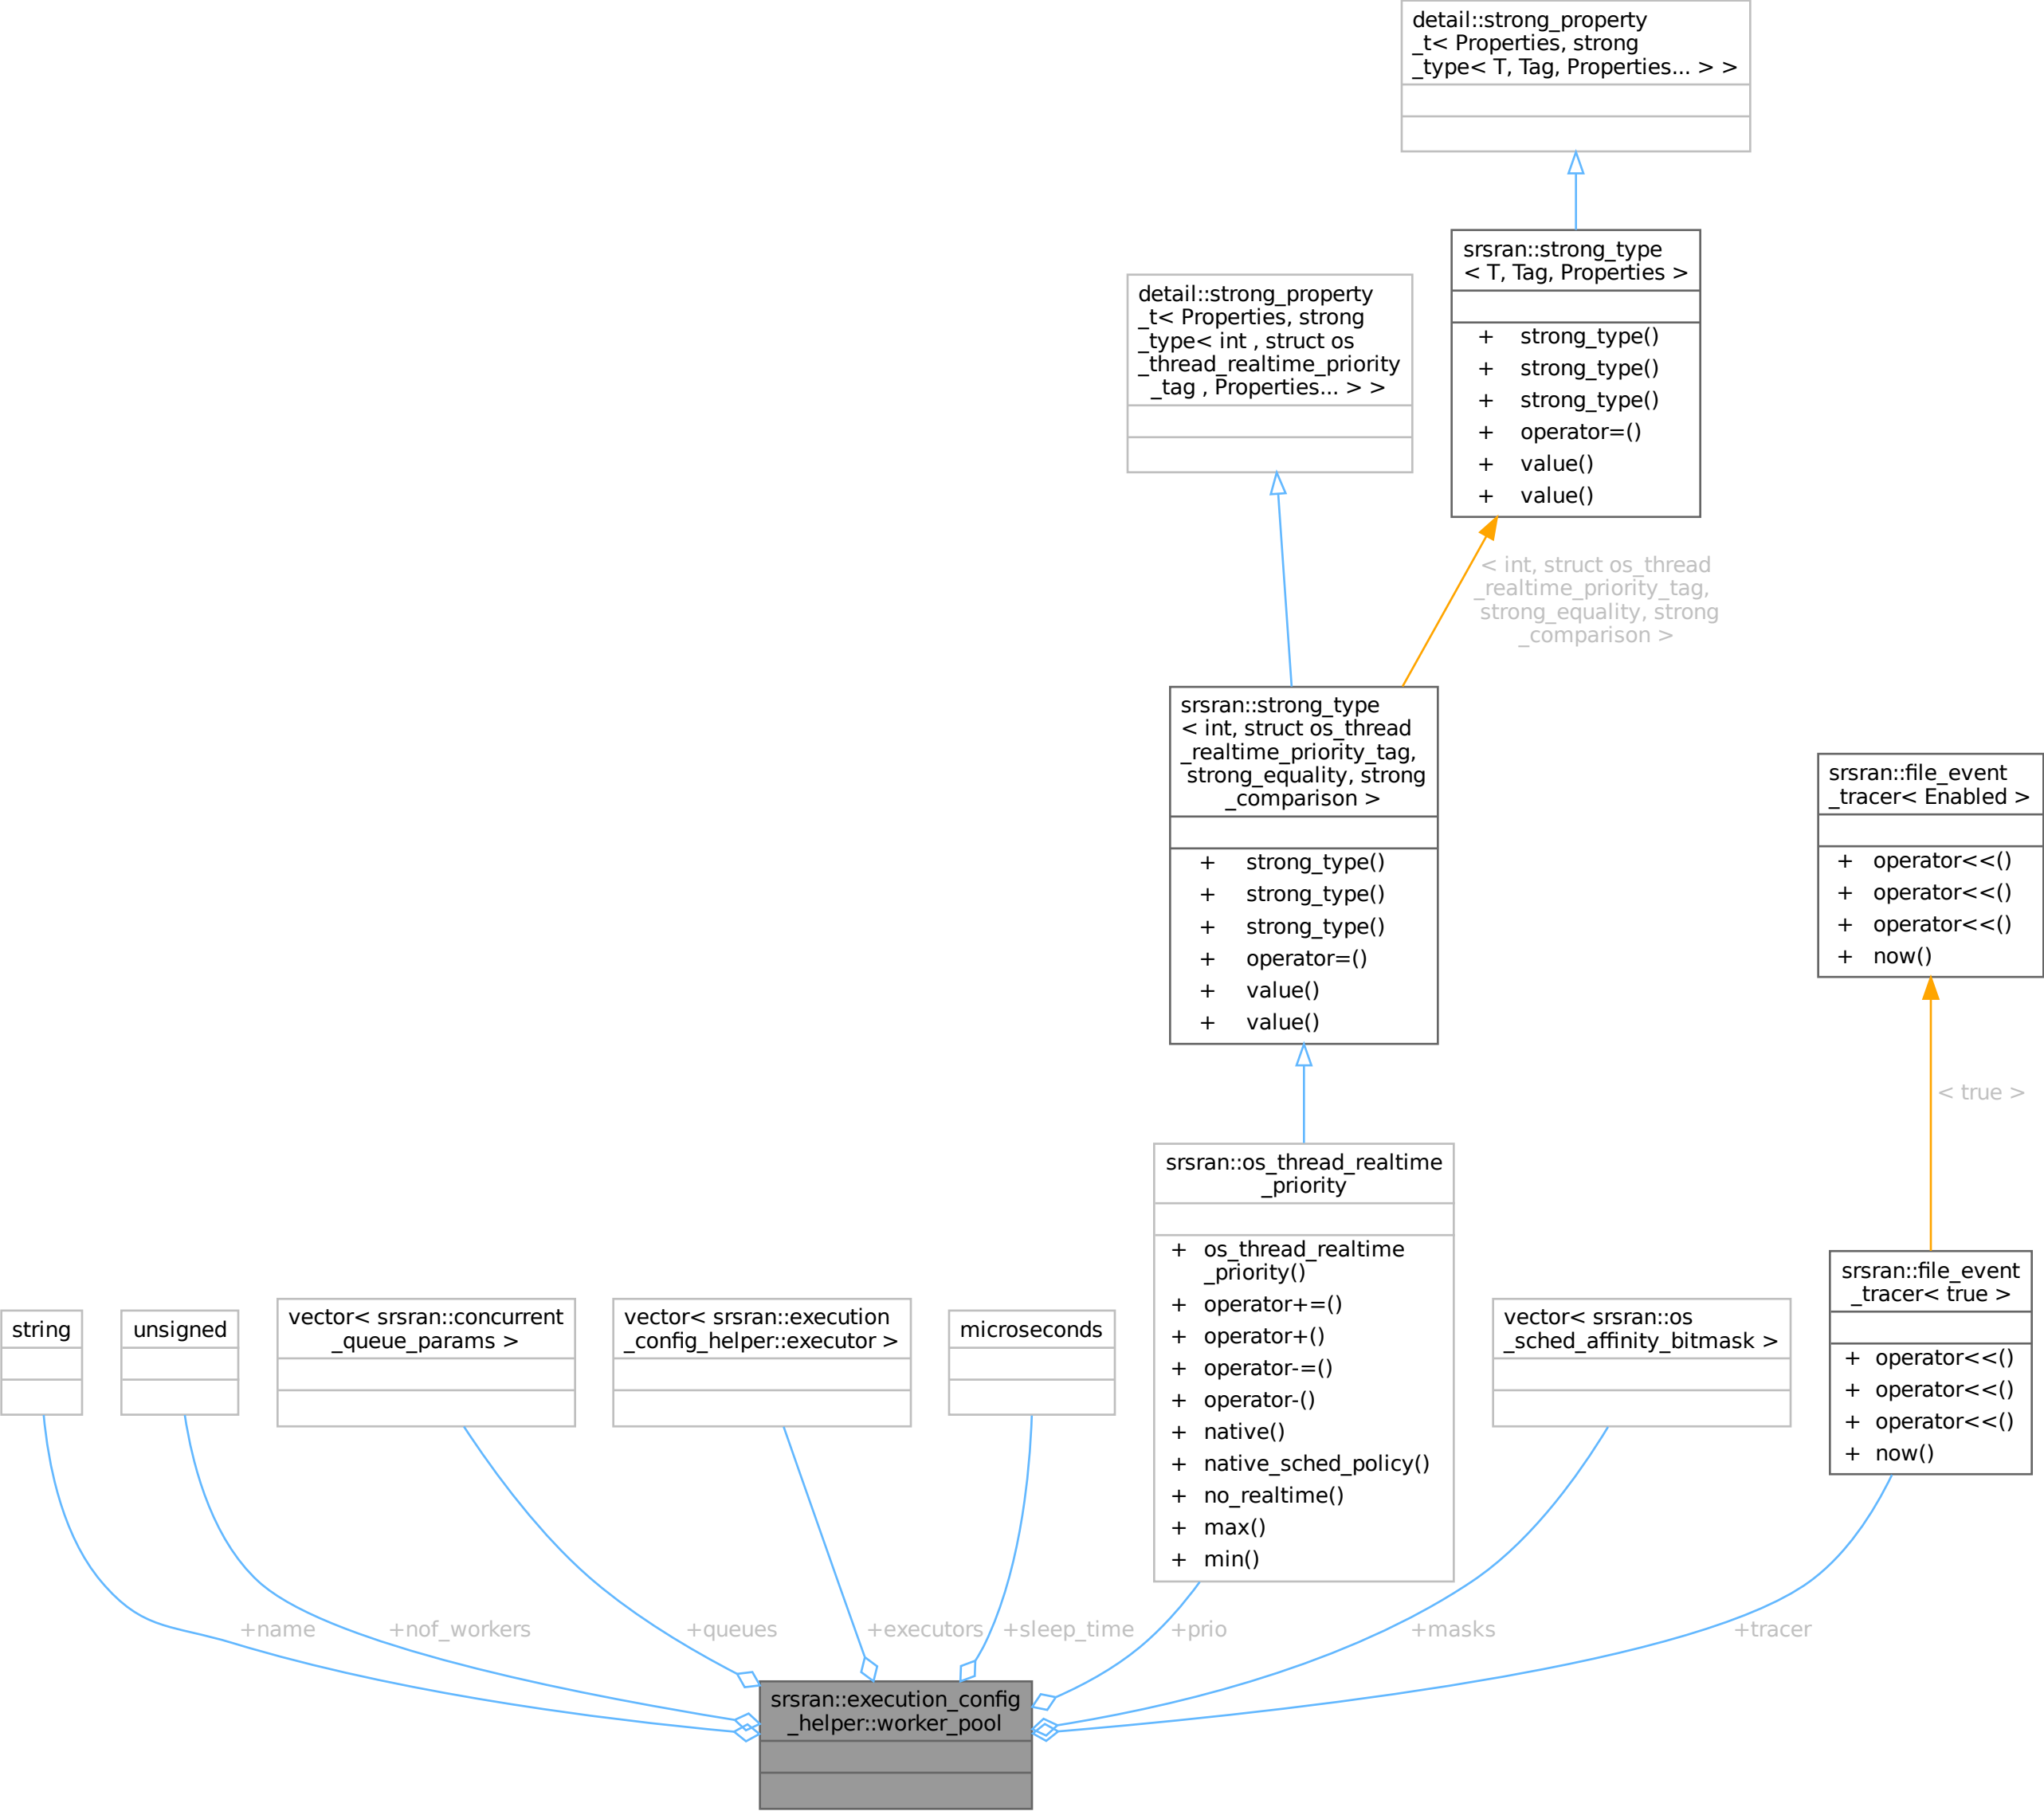 detail::strong_property
_t< Properties, strong
_type< T, Tag, Properties... > >
srsran::strong_type
< T, Tag, Properties >
+ strong_type()
+ strong_type()
+ strong_type()
+ operator=()
+ value()
+ value()
detail::strong_property
_t< Properties, strong
_type< int , struct os
_thread_realtime_priority
_tag , Properties... > >
< int, struct os_thread
_realtime_priority_tag,
strong_equality, strong
_comparison >
srsran::strong_type
< int, struct os_thread
_realtime_priority_tag,
strong_equality, strong
_comparison >
+ strong_type()
+ strong_type()
+ strong_type()
+ operator=()
+ value()
+ value()
srsran::file_event
_tracer< Enabled >
+ operator<<()
+ operator<<()
+ operator<<()
+ now()
< true >
srsran::os_thread_realtime
_priority
+ os_thread_realtime
_priority()
+ operator+=()
+ operator+()
+ operator-=()
+ operator-()
+ native()
+ native_sched_policy()
+ no_realtime()
+ max()
+ min()
srsran::file_event
_tracer< true >
+ operator<<()
+ operator<<()
+ operator<<()
+ now()
string
unsigned
vector< srsran::concurrent
_queue_params >
vector< srsran::execution
_config_helper::executor >
microseconds
vector< srsran::os
_sched_affinity_bitmask >
+name
+nof_workers
+queues
+executors
+sleep_time
+prio
+masks
+tracer
srsran::execution_config
_helper::worker_pool